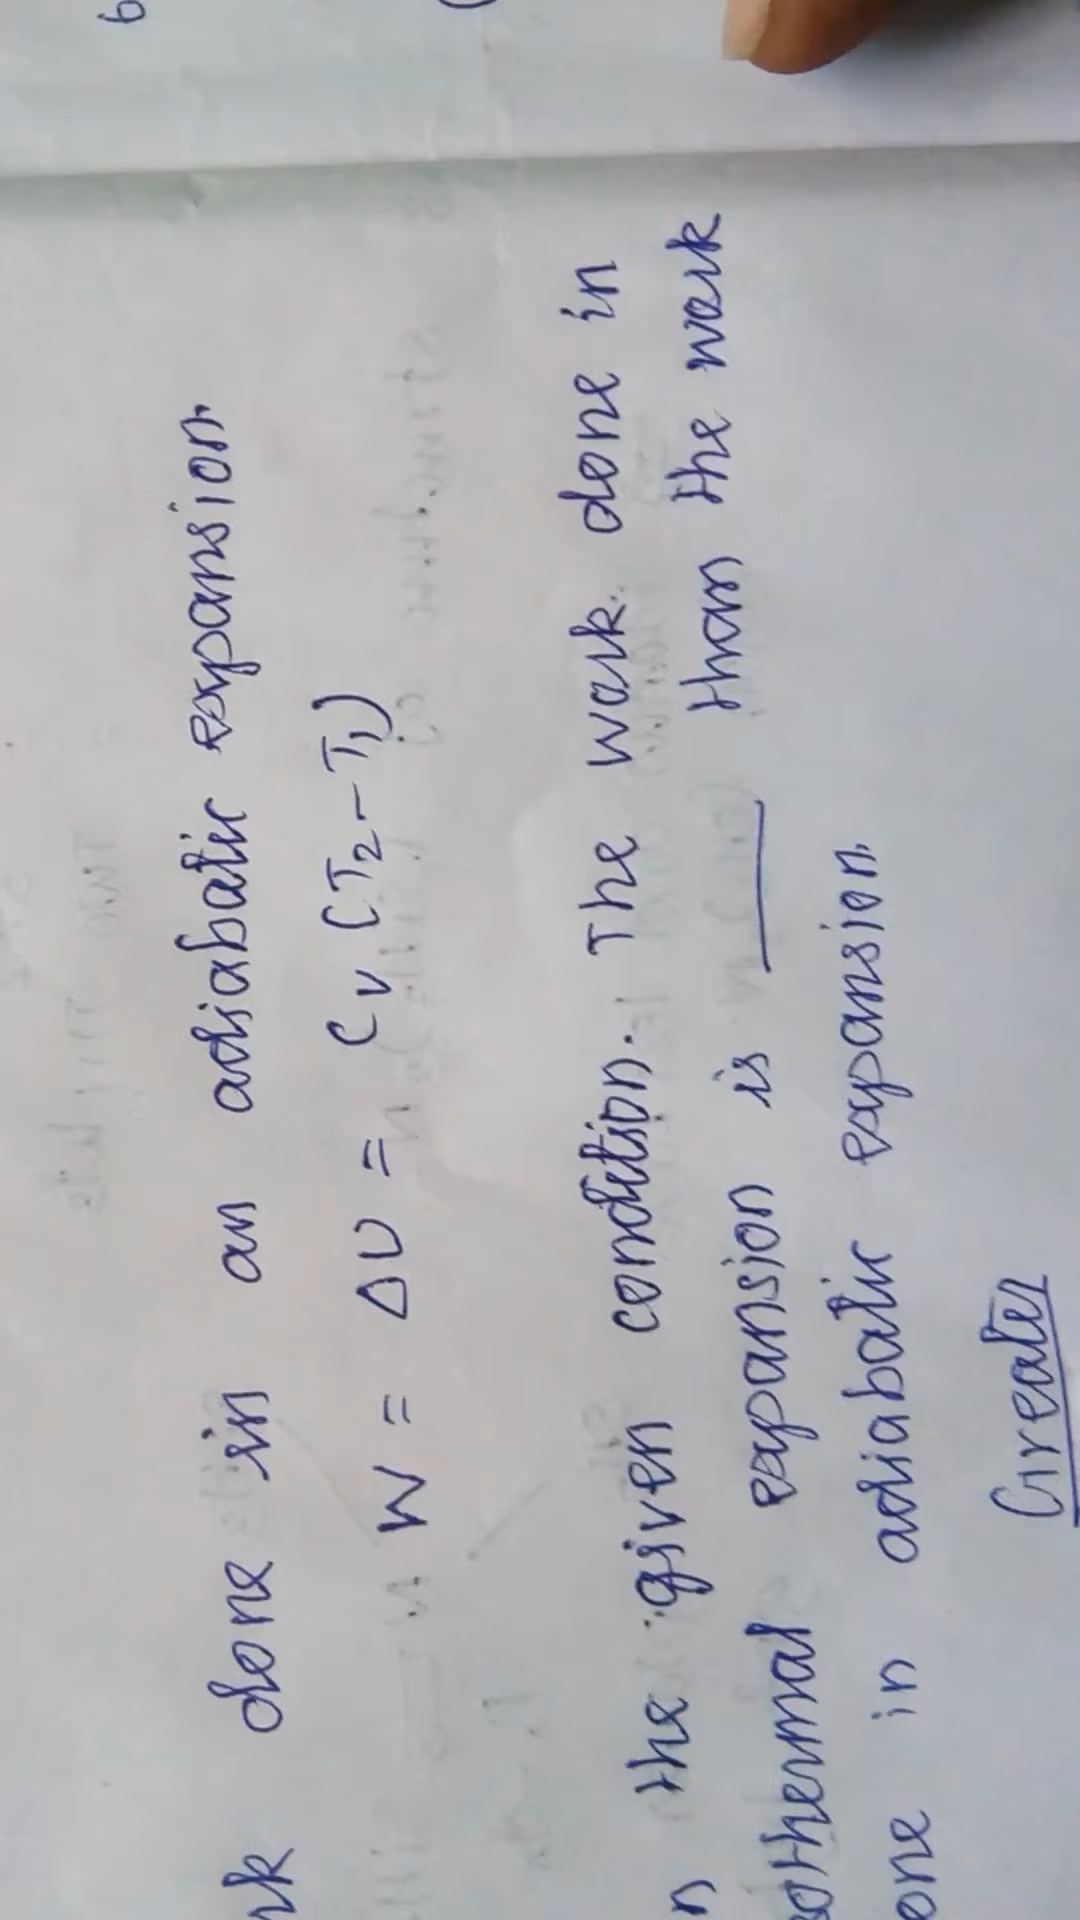 done in an adiabatic expansion.
W = ΔU = Cv (T2 - T1)
the given condition. The work done in
expansion is ___ than the work
in adiabatic expansion.
Greater